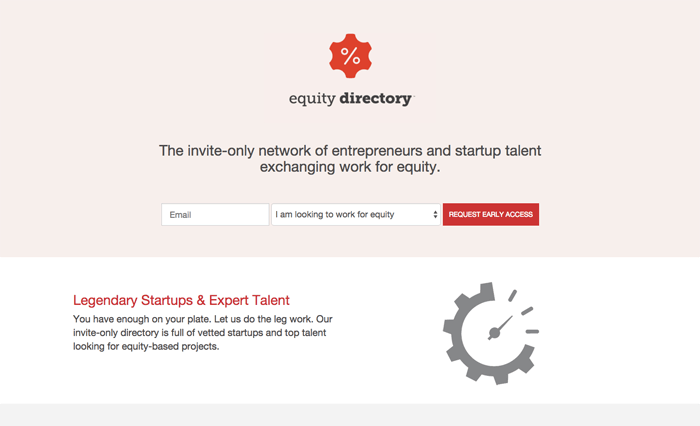 %
equity directory™
The invite-only network of entrepreneurs and startup talent
exchanging work for equity.
Email
I am looking to work for equity
REQUEST EARLY ACCESS
Legendary Startups & Expert Talent
You have enough on your plate. Let us do the leg work. Our
invite-only directory is full of vetted startups and top talent
looking for equity-based projects.